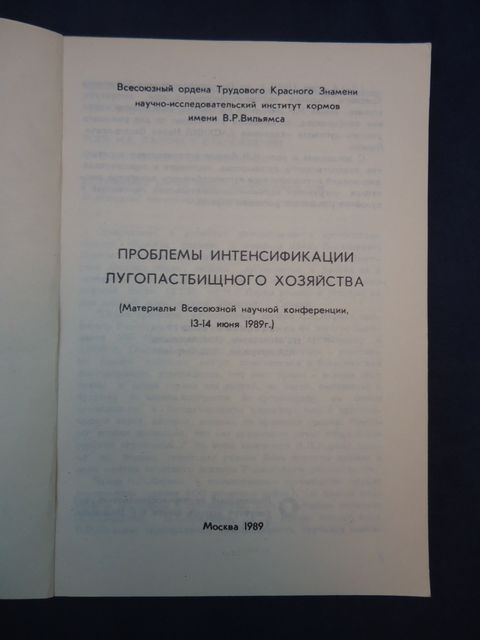 Всесоюзный ордена Трудового Красного Знамени
научно-исследовательский институт кормов
имени В.Р.Вильямса
ПРОБЛЕМЫ ИНТЕНСИФИКАЦИИ
ЛУГОПАСТБИЩНОГО ХОЗЯЙСТВА
(Материалы Всесоюзной научной конференции,
13-14 июня 1989г.)
Москва 1989